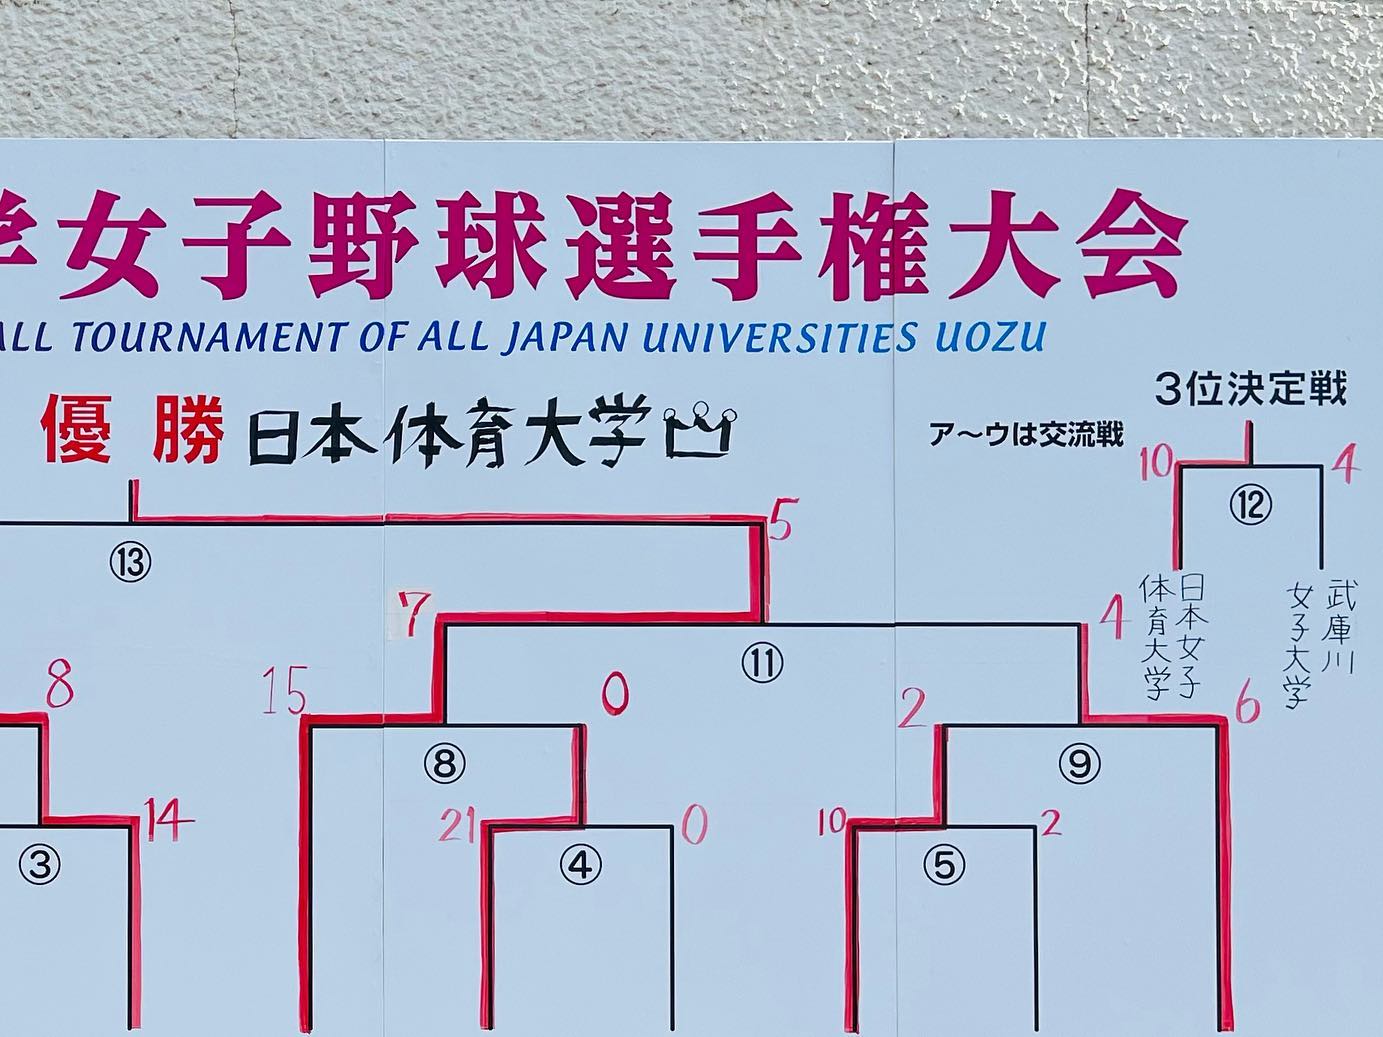 学女子野球選手権大会
ALL TOURNAMENT OF ALL JAPAN UNIVERSITIES UOZU
優勝 日本体育大学
3位決定戦
ア～ウは交流戦
10 4
⑫
日本女子
体育大学
武庫川
女子大学
5
⑬
7 4
⑪
8 15 0 2 6
⑧ ⑨
14 21 0 10 2
③ ④ ⑤